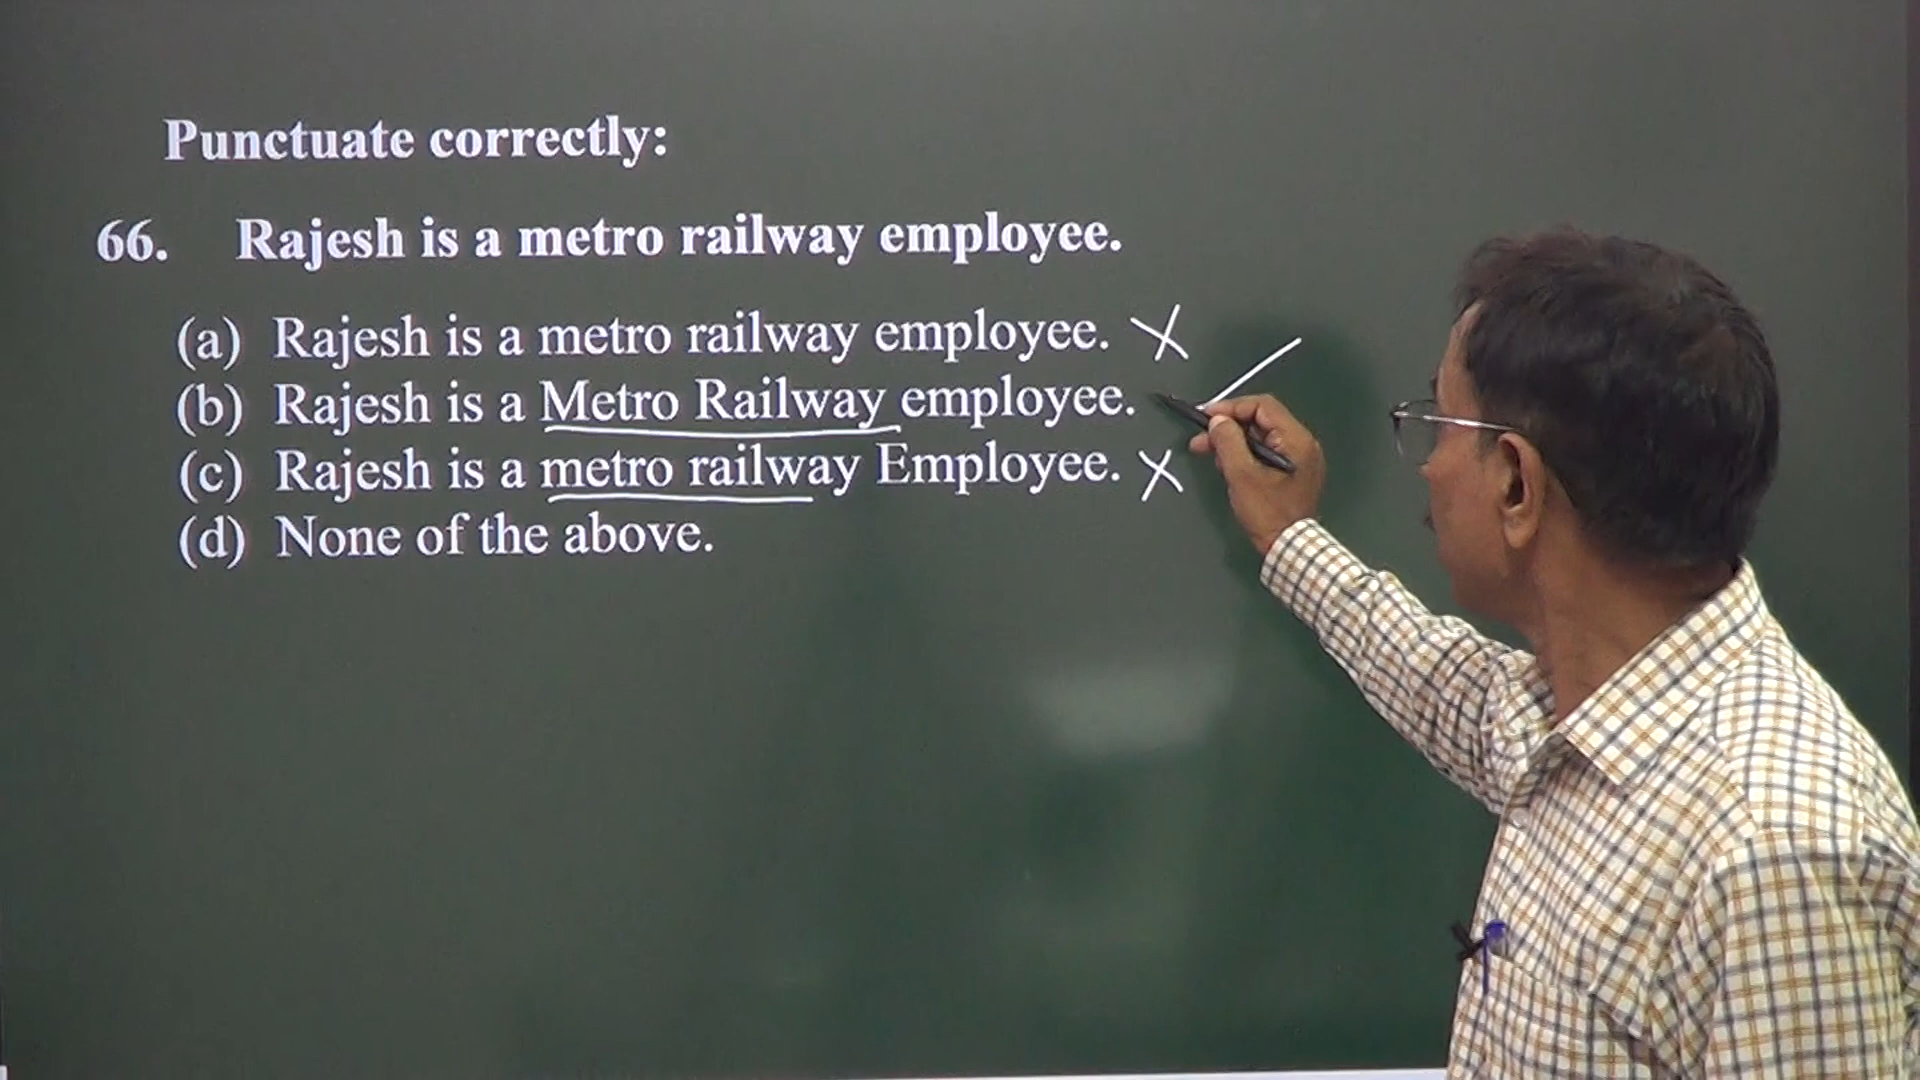 Punctuate correctly:
66. Rajesh is a metro railway employee.
(a) Rajesh is a metro railway employee. X
(b) Rajesh is a Metro Railway employee.
(c) Rajesh is a metro railway Employee. X
(d) None of the above.